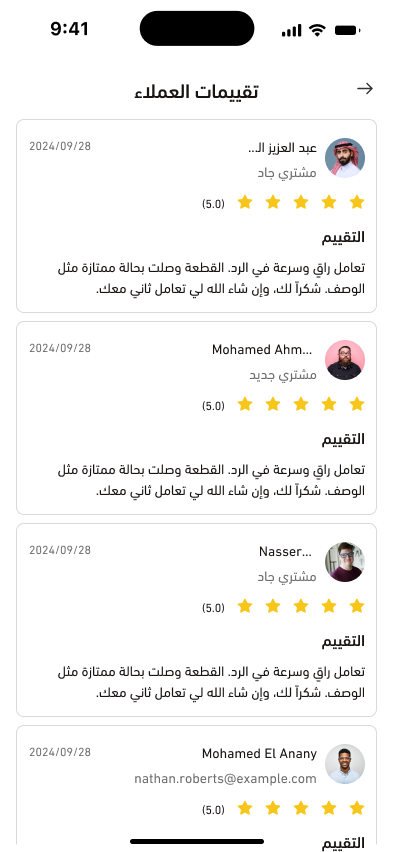 9:41
تقييمات العملاء
عبد العزيز الـ...
2024/09/28
مشتري جاد
(5.0)
التقييم
تعامل راقٍ وسرعة في الرد. القطعة وصلت بحالة ممتازة مثل
الوصف. شكراً لك، وإن شاء الله لي تعامل ثاني معك.
Mohamed Ahm...
2024/09/28
مشتري جديد
(5.0)
التقييم
تعامل راقٍ وسرعة في الرد. القطعة وصلت بحالة ممتازة مثل
الوصف. شكراً لك، وإن شاء الله لي تعامل ثاني معك.
Nasser...
2024/09/28
مشتري جاد
(5.0)
التقييم
تعامل راقٍ وسرعة في الرد. القطعة وصلت بحالة ممتازة مثل
الوصف. شكراً لك، وإن شاء الله لي تعامل ثاني معك.
Mohamed El Anany
2024/09/28
nathan.roberts@example.com
(5.0)
التقييم